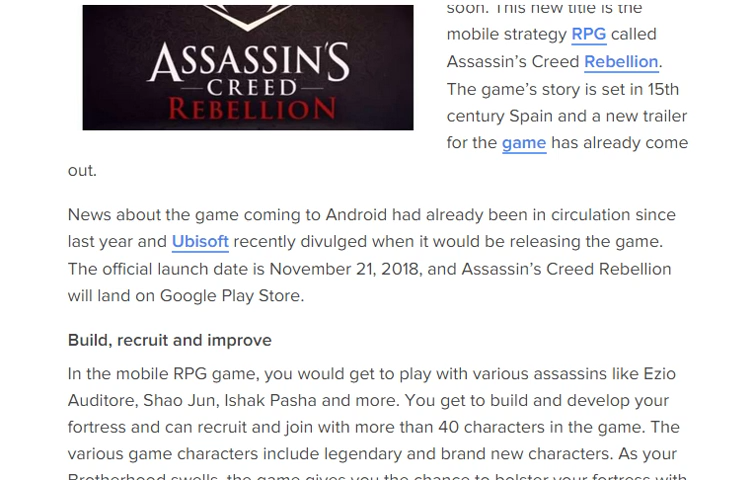 ASSASSIN'S
CREED
REBELLION
soon. This new title is the
mobile strategy RPG called
Assassin's Creed Rebellion.
The game's story is set in 15th
century Spain and a new trailer
for the game has already come
out.
News about the game coming to Android had already been in circulation since
last year and Ubisoft recently divulged when it would be releasing the game.
The official launch date is November 21, 2018, and Assassin's Creed Rebellion
will land on Google Play Store.
Build, recruit and improve
In the mobile RPG game, you would get to play with various assassins like Ezio
Auditore, Shao Jun, Ishak Pasha and more. You get to build and develop your
fortress and can recruit and join with more than 40 characters in the game. The
various game characters include legendary and brand new characters. As your
Brotherhood swells, the game gives you the chance to bolster your fortress with